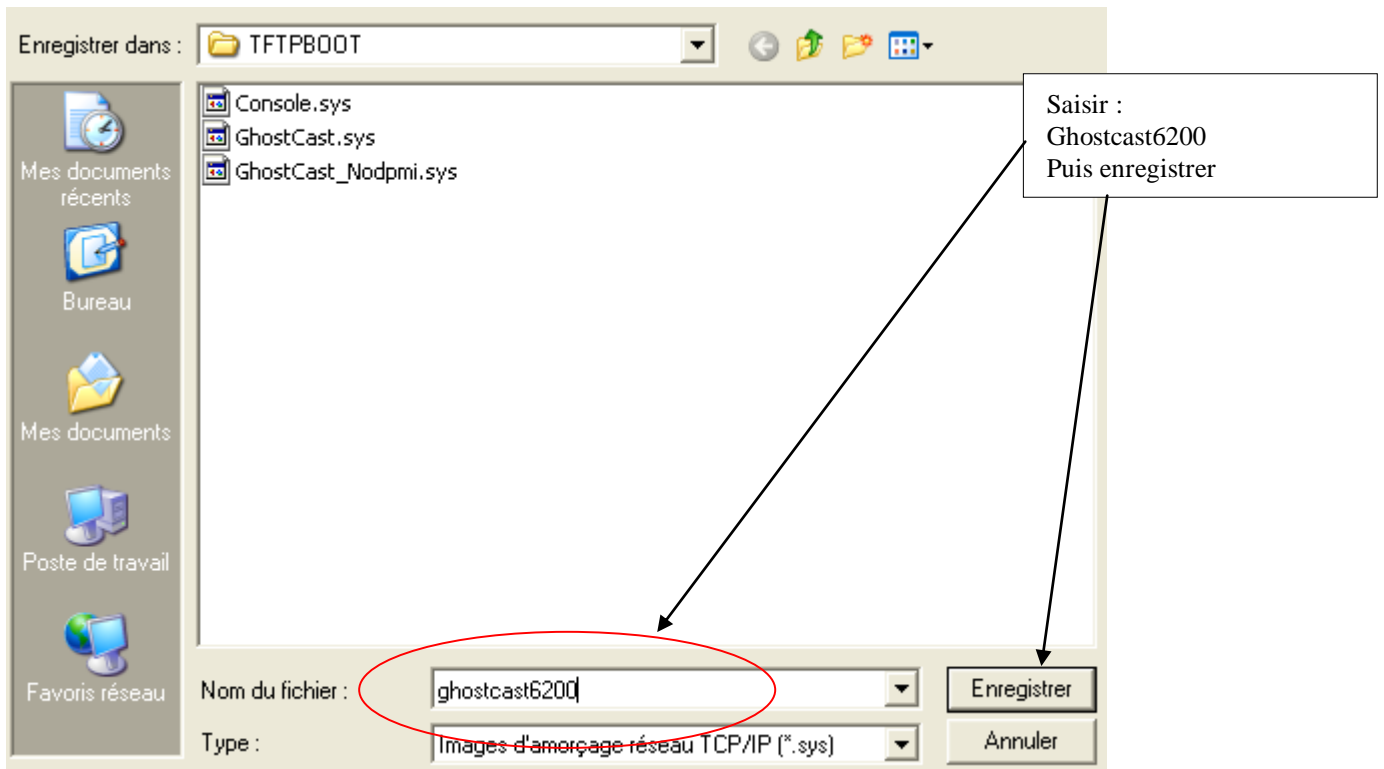 Enregistrer dans : TFTPBOOT
Console.sys
GhostCast.sys
GhostCast_Nodpmi.sys
Saisir :
Ghostcast6200
Puis enregistrer
Mes documents
récents
Bureau
Mes documents
Poste de travail
Favoris réseau
Nom du fichier : ghostcast6200 Enregistrer
Type : Images d'amorçage réseau TCP/IP (*.sys) Annuler